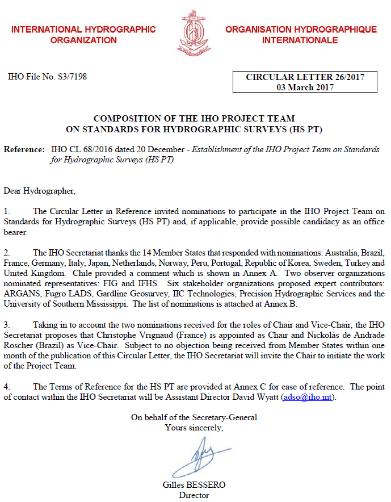 INTERNATIONAL HYDROGRAPHIC
ORGANIZATION
ORGANISATION HYDROGRAPHIQUE
INTERNATIONALE
IHO File No. S3/7198
CIRCULAR LETTER 26/2017
03 March 2017
COMPOSITION OF THE IHO PROJECT TEAM
ON STANDARDS FOR HYDROGRAPHIC SURVEYS (HS PT)
Reference: IHO CL 68/2016 dated 20 December - Establishment of the IHO Project Team on Standards
for Hydrographic Surveys (HS PT)
Dear Hydrographer,
1. The Circular Letter in Reference invited nominations to participate in the IHO Project Team on
Standards for Hydrographic Surveys (HS PT) and, if applicable, provide possible candidacy as an office
bearer.
2. The IHO Secretariat thanks the 14 Member States that responded with nominations: Australia, Brazil,
France, Germany, Italy, Japan, Netherlands, Norway, Peru, Portugal, Republic of Korea, Sweden, Turkey and
United Kingdom. Chile provided a comment which is shown in Annex A. Two observer organizations
nominated representatives: FIG and IFHS Six stakeholder organizations proposed expert contributors:
ARGANS, Fugro LADS, Gardline Geosurvey, IIC Technologies, Precision Hydrographic Services and the
University of Southern Mississippi. The list of nominations is attached at Annex B.
3. Taking in to account the two nominations received for the roles of Chair and Vice-Chair, the IHO
Secretariat proposes that Christophe Vrignaud (France) is appointed as Chair and Nickolás de Andrade
Roscher (Brazil) as Vice-Chair. Subject to no objection being received from Member States within one
month of the publication of this Circular Letter, the IHO Secretariat will invite the Chair to initiate the work
of the Project Team.
4. The Terms of Reference for the HS PT are provided at Annex C for ease of reference. The point
of contact within the IHO Secretariat will be Assistant Director David Wyatt (adso@iho.int).
On behalf of the Secretary-General
Yours sincerely,
Gilles BESSERO
Director